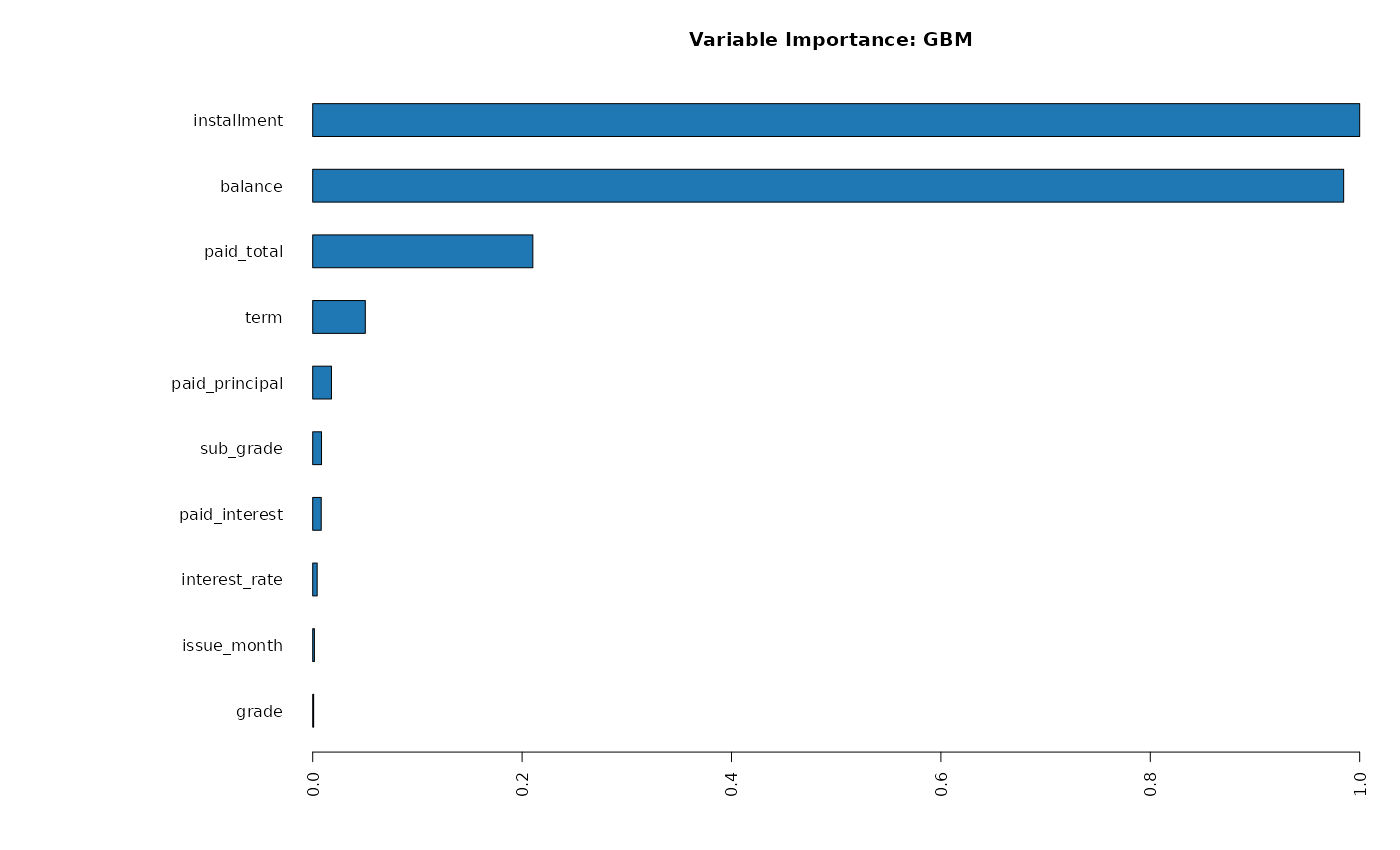 Variable Importance: GBM
installment
balance
paid_total
term
paid_principal
sub_grade
paid_interest
interest_rate
issue_month
grade
0.0
0.2
0.4
0.6
0.8
1.0